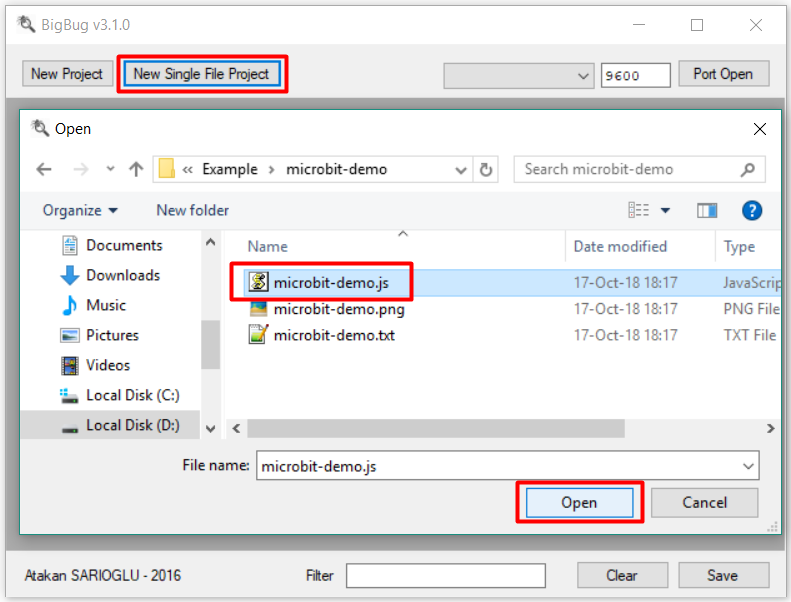 BigBug v3.1.0
New Project New Single File Project 9600 Port Open
Open
« Example > microbit-demo Search microbit-demo
Organize New folder ?
Documents Name Date modified Type
Downloads microbit-demo.js 17-Oct-18 18:17 JavaScrip
Music microbit-demo.png 17-Oct-18 18:17 PNG File
Pictures microbit-demo.txt 17-Oct-18 18:17 TXT File
Videos
Local Disk (C:)
Local Disk (D:)
File name: microbit-demo.js
Open Cancel
Atakan SARIOGLU - 2016 Filter Clear Save